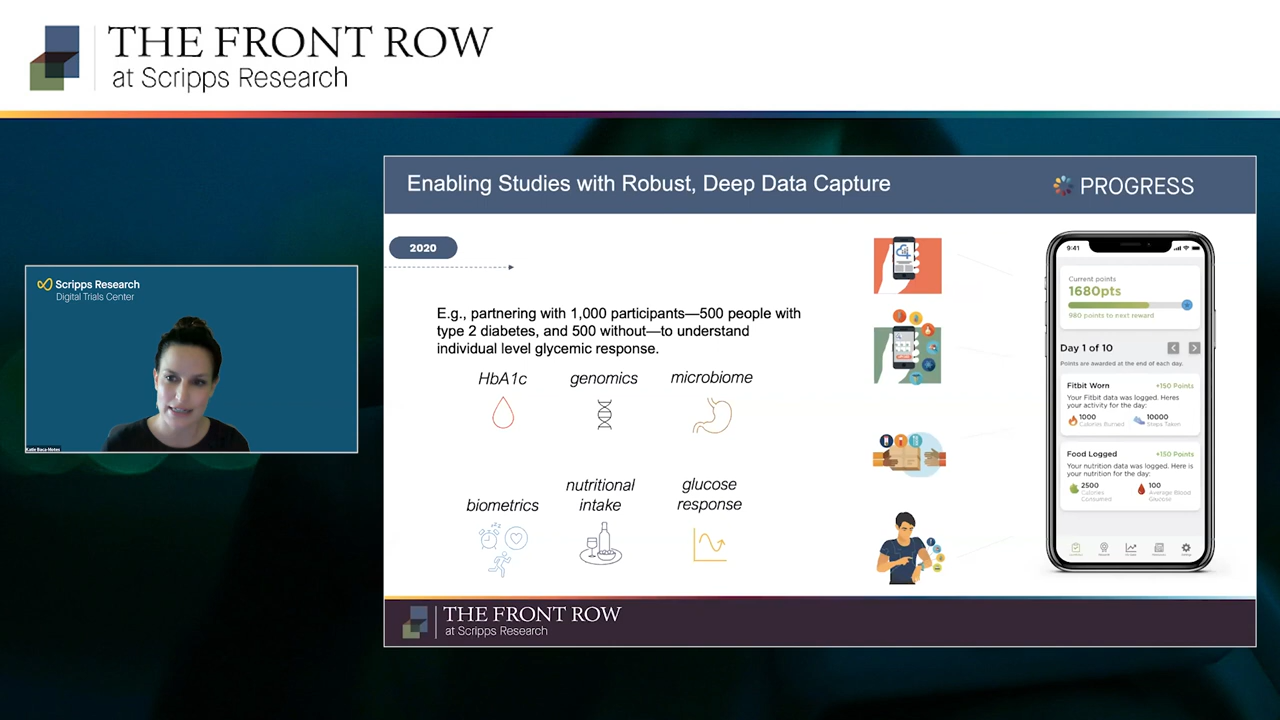 THE FRONT ROW
at Scripps Research
Enabling Studies with Robust, Deep Data Capture
PROGRESS
2020
Scripps Research
Digital Trials Center
Katie Baca-Motes
E.g., partnering with 1,000 participants—500 people with
type 2 diabetes, and 500 without—to understand
individual level glycemic response.
HbA1c
genomics
microbiome
biometrics
nutritional
intake
glucose
response
9:41
Current points
1680pts
980 points to next reward
Day 1 of 10
Points are awarded at the end of each day.
Fitbit Worn
+150 Points
Your Fitbit data was logged. Heres
your activity for the day:
1000
Calories Burned
10000
Steps Taken
Food Logged
+150 Points
Your nutrition data was logged. Here is
your nutrition for the day:
2500
Calories
Consumed
100
Average Blood
Glucose
THE FRONT ROW
at Scripps Research